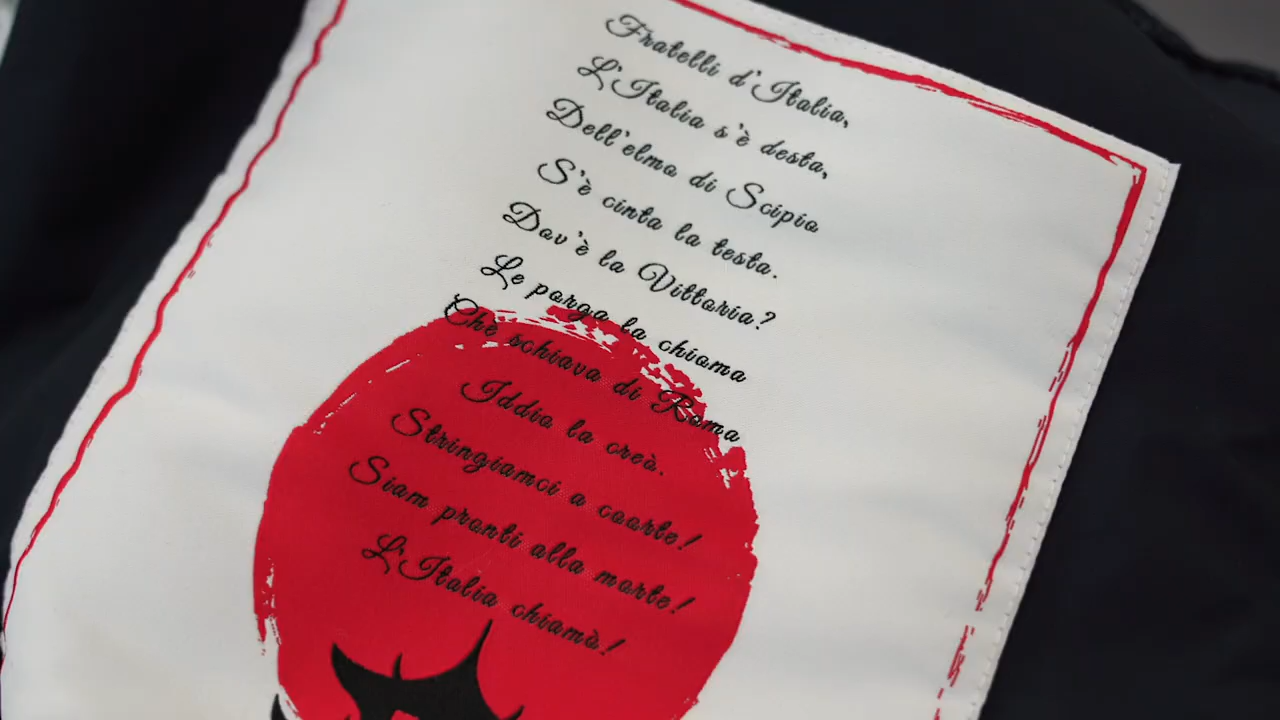 Fratelli d'Italia,
L'Italia s'è desta,
Dell'elmo di Scipio
S'è cinta la testa.
Dov'è la Vittoria?
Le porga la chioma
Chè schiava di Roma
Iddio la creò.
Stringiamci a coorte!
Siam pronti alla morte!
L'Italia chiamò!